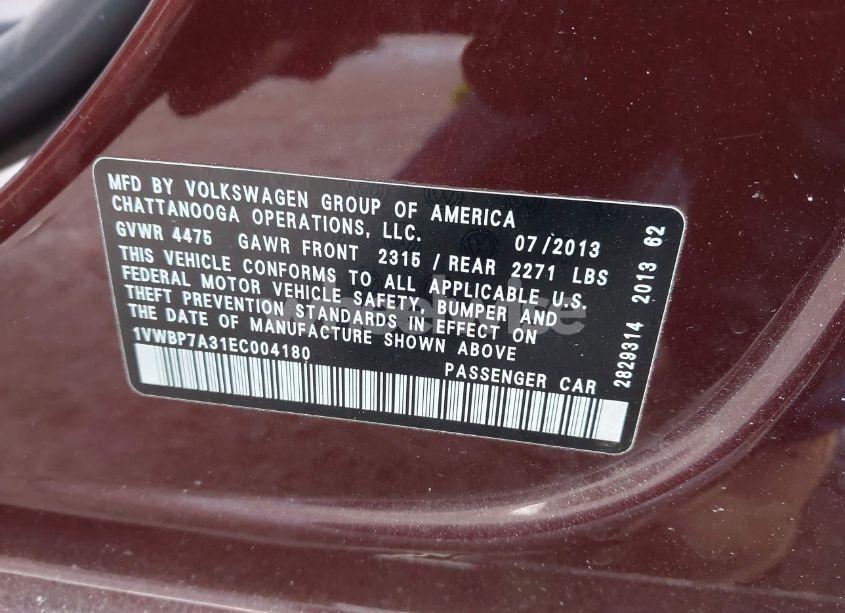 MFD BY VOLKSWAGEN GROUP OF AMERICA
CHATTANOOGA OPERATIONS, LLC. 07/2013
GVWR 4475 GAWR FRONT 2315 / REAR 2271 LBS
THIS VEHICLE CONFORMS TO ALL APPLICABLE U.S.
FEDERAL MOTOR VEHICLE SAFETY, BUMPER AND
THEFT PREVENTION STANDARDS IN EFFECT ON
THE DATE OF MANUFACTURE SHOWN ABOVE
1VWBP7A31EC004180
PASSENGER CAR
2829314 2013 62